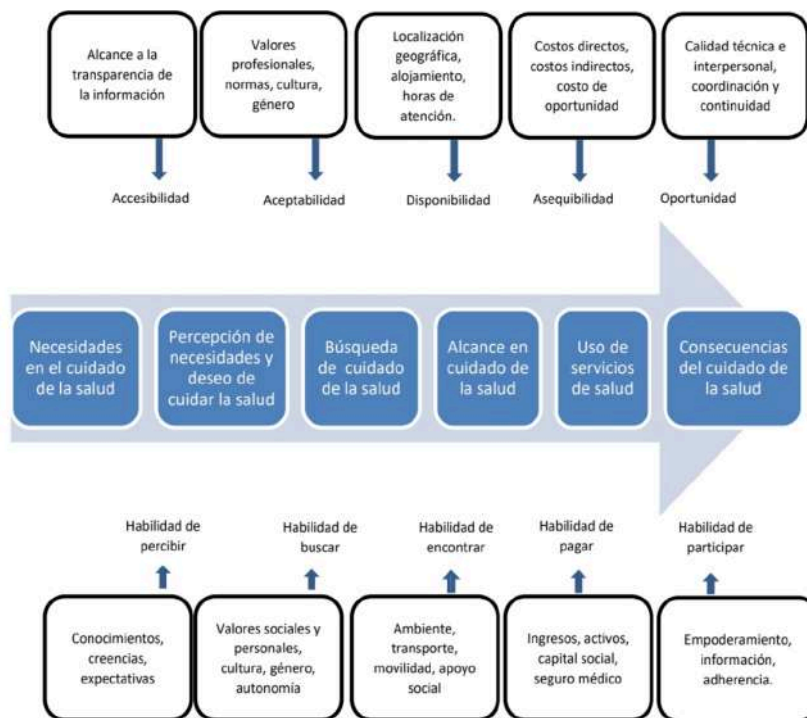 Alcance a la
transparencia de
la información
Valores
profesionales,
normas, cultura,
género
Localización
geográfica,
alojamiento,
horas de
atención.
Costos directos,
costos indirectos,
costo de
oportunidad
Calidad técnica e
interpersonal,
coordinación y
continuidad
Accesibilidad
Aceptabilidad
Disponibilidad
Asequibilidad
Oportunidad
Necesidades
en el cuidado
de la salud
Percepción de
necesidades y
deseo de
cuidar la salud
Búsqueda
de cuidado
de la salud
Alcance en
cuidado de
la salud
Uso de
servicios
de salud
Consecuencias
del cuidado de
la salud
Habilidad de
percibir
Habilidad de
buscar
Habilidad de
encontrar
Habilidad de
pagar
Habilidad de
participar
Conocimientos,
creencias,
expectativas
Valores sociales y
personales,
cultura, género,
autonomía
Ambiente,
transporte,
movilidad, apoyo
social
Ingresos, activos,
capital social,
seguro médico
Empoderamiento,
información,
adherencia.